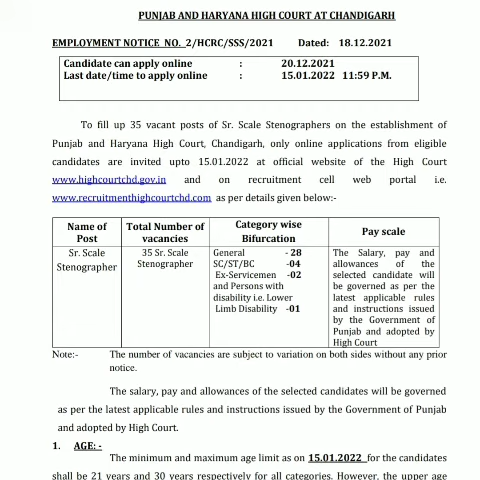 PUNJAB AND HARYANA HIGH COURT AT CHANDIGARH
EMPLOYMENT NOTICE NO. 2/HCRC/SSS/2021 Dated: 18.12.2021
Candidate can apply online : 20.12.2021
Last date/time to apply online : 15.01.2022 11:59 P.M.
To fill up 35 vacant posts of Sr. Scale Stenographers on the establishment of
Punjab and Haryana High Court, Chandigarh, only online applications from eligible
candidates are invited upto 15.01.2022 at official website of the High Court
www.highcourtchd.gov.in and on recruitment cell web portal i.e.
www.recruitmenthighcourtchd.com as per details given below:-
Name of Post
Total Number of vacancies
Category wise Bifurcation
Pay scale
Sr. Scale
Stenographer
35 Sr. Scale
Stenographer
General - 28
SC/ST/BC -04
Ex-Servicemen -02
and Persons with
disability i.e. Lower
Limb Disability -01
The Salary, pay and
allowances of the
selected candidate will
be governed as per the
latest applicable rules
and instructions issued
by the Government of
Punjab and adopted by
High Court
Note:- The number of vacancies are subject to variation on both sides without any prior
notice.
The salary, pay and allowances of the selected candidates will be governed
as per the latest applicable rules and instructions issued by the Government of Punjab
and adopted by High Court.
1. AGE: -
The minimum and maximum age limit as on 15.01.2022 for the candidates
shall be 21 years and 30 years respectively for all categories. However, the upper age